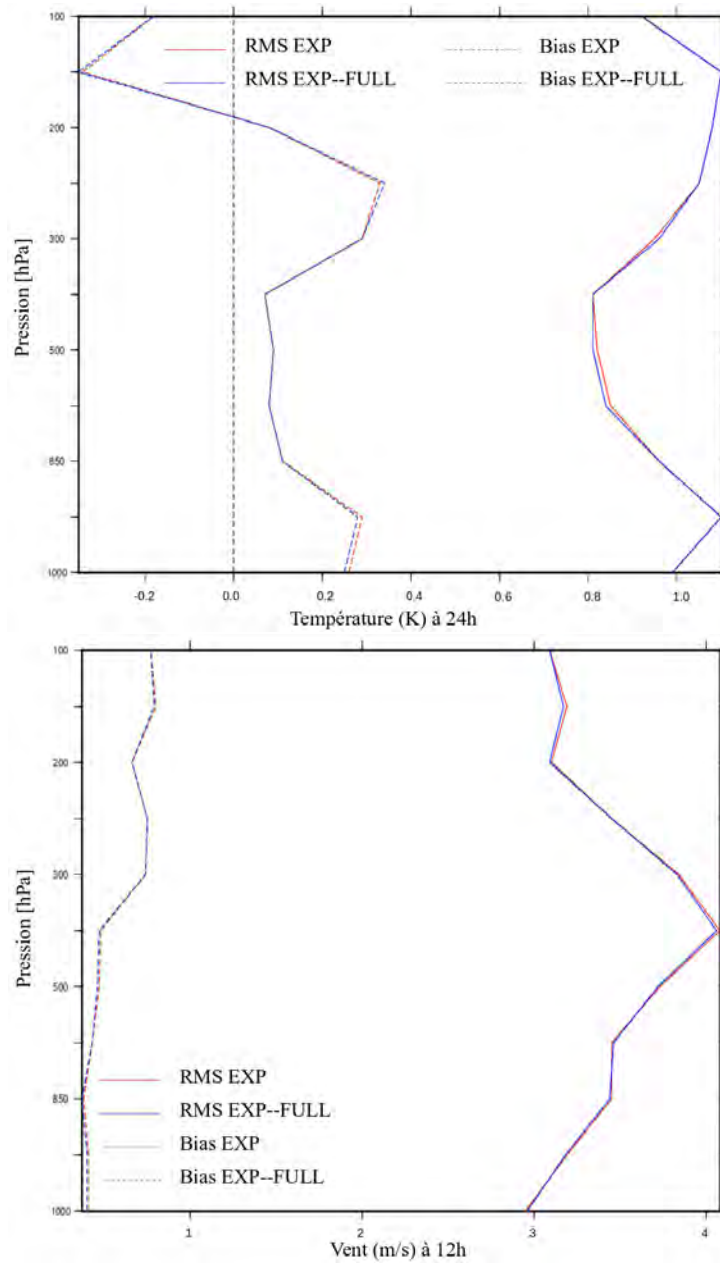 100
RMS EXP Bias EXP
RMS EXP--FULL Bias EXP--FULL
200
300
Pression [hPa]
500
850
1000
-0.2 0.0 0.2 0.4 0.6 0.8 1.0
Température (K) à 24h
100
200
300
Pression [hPa]
500
RMS EXP
850
RMS EXP--FULL
Bias EXP
Bias EXP--FULL
1000
1 2 3 4
Vent (m/s) à 12h